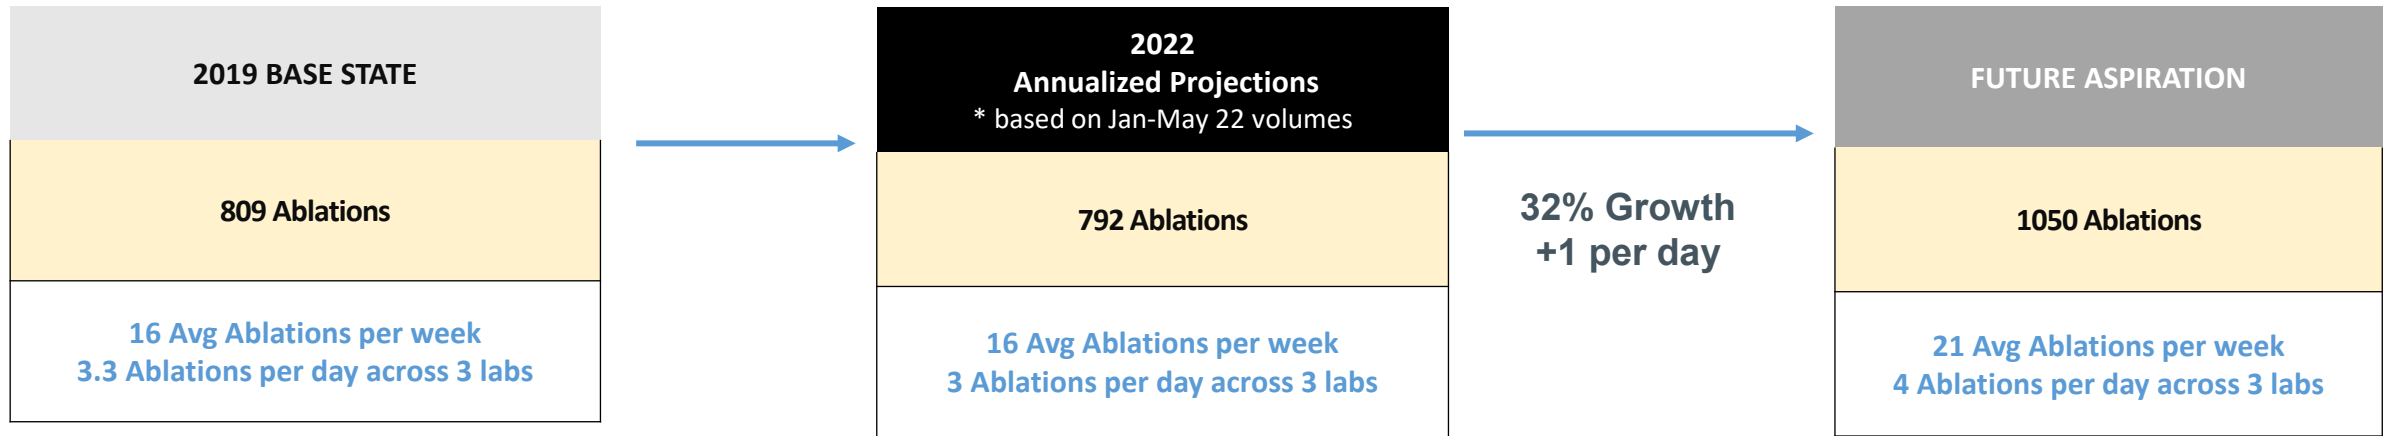 2019 BASE STATE
809 Ablations
16 Avg Ablations per week
3.3 Ablations per day across 3 labs
2022
Annualized Projections
* based on Jan-May 22 volumes
792 Ablations
16 Avg Ablations per week
3 Ablations per day across 3 labs
32% Growth
+1 per day
FUTURE ASPIRATION
1050 Ablations
21 Avg Ablations per week
4 Ablations per day across 3 labs